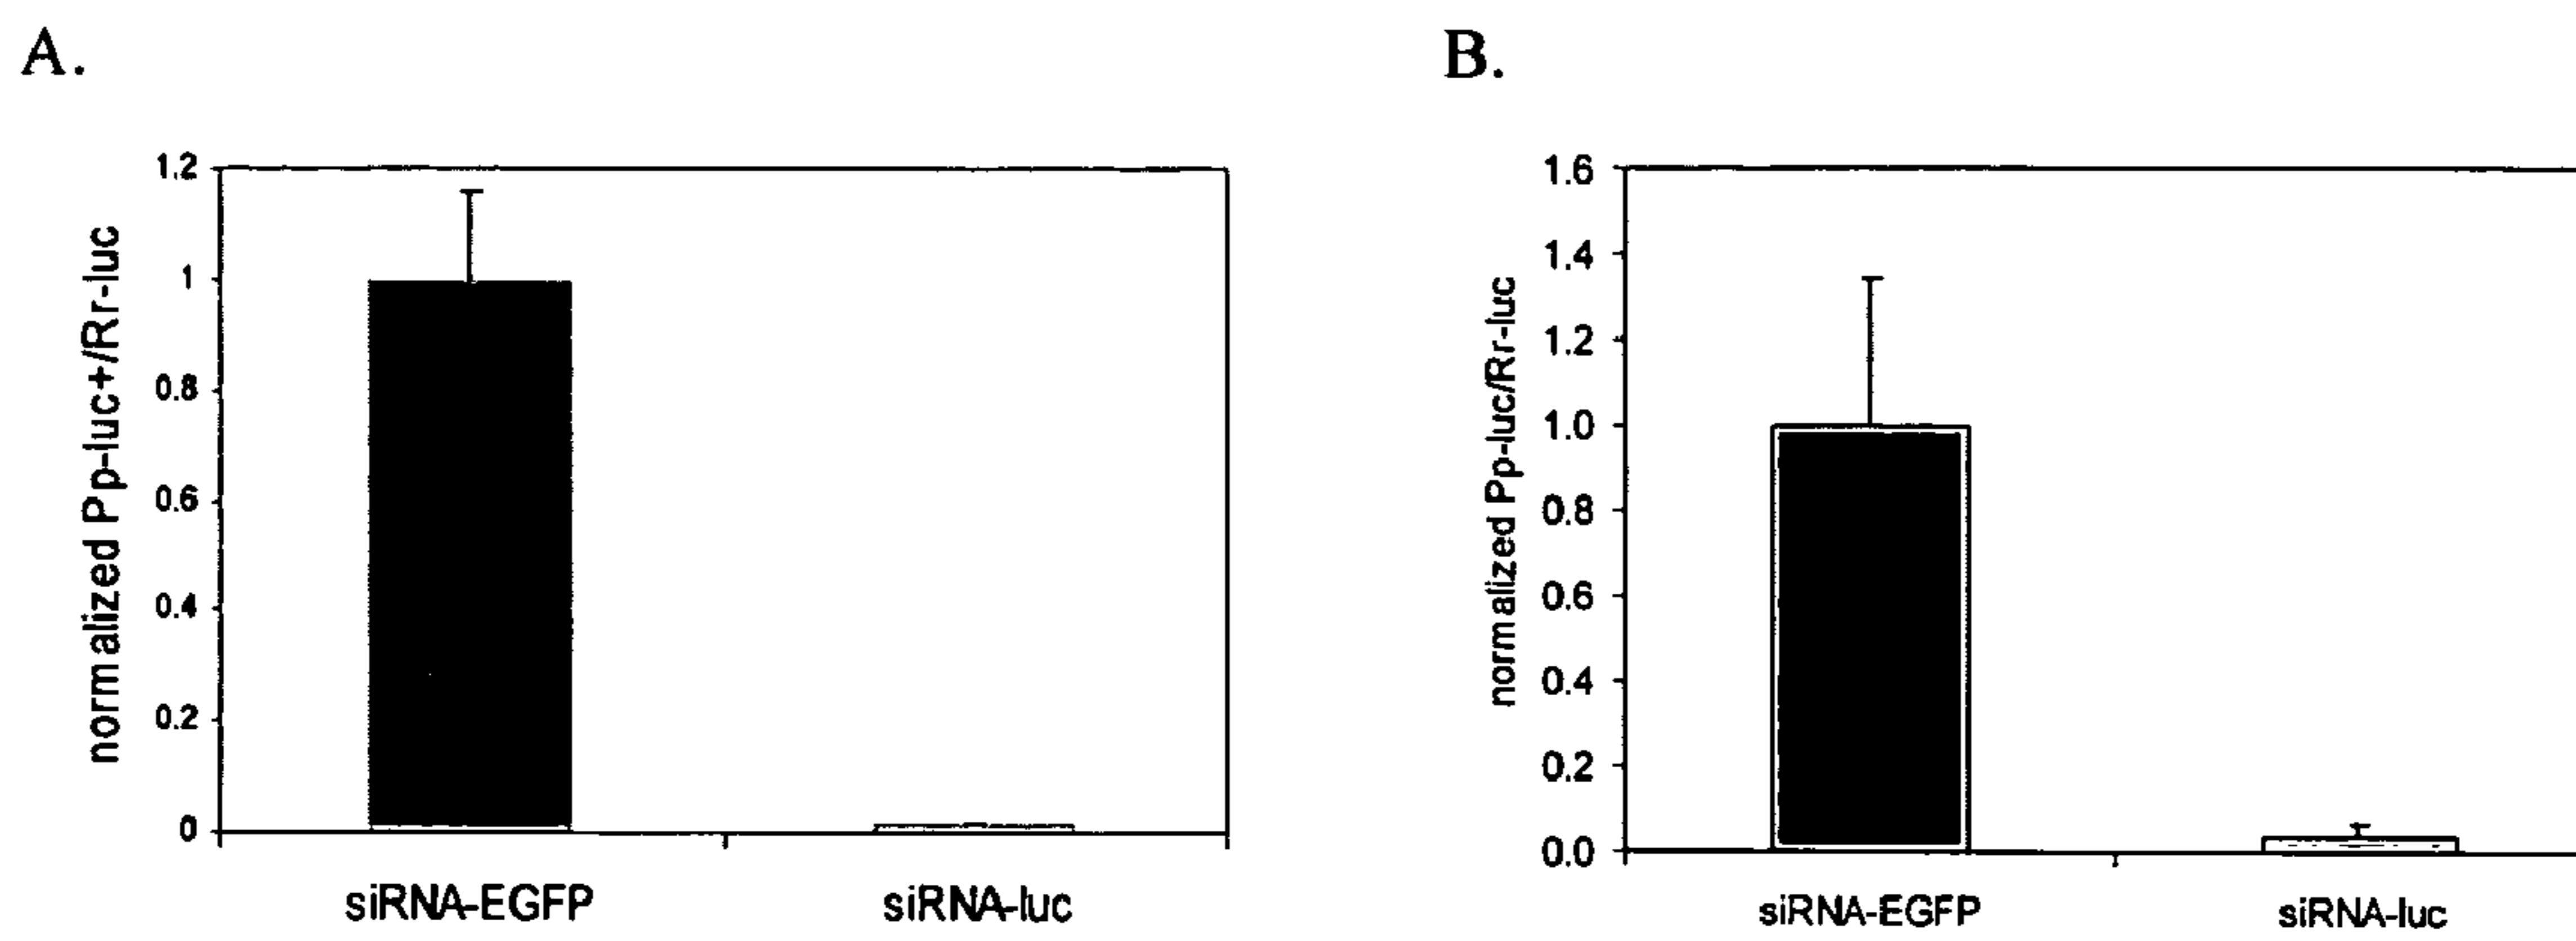 A.
normalized Pp-luc+/Rr-luc
1.2
1
0.8
0.6
0.4
0.2
0
siRNA-EGFP
siRNA-luc
B.
normalized Pp-luc/Rr-luc
1.6
1.4
1.2
1.0
0.8
0.6
0.4
0.2
0.0
siRNA-EGFP
siRNA-luc